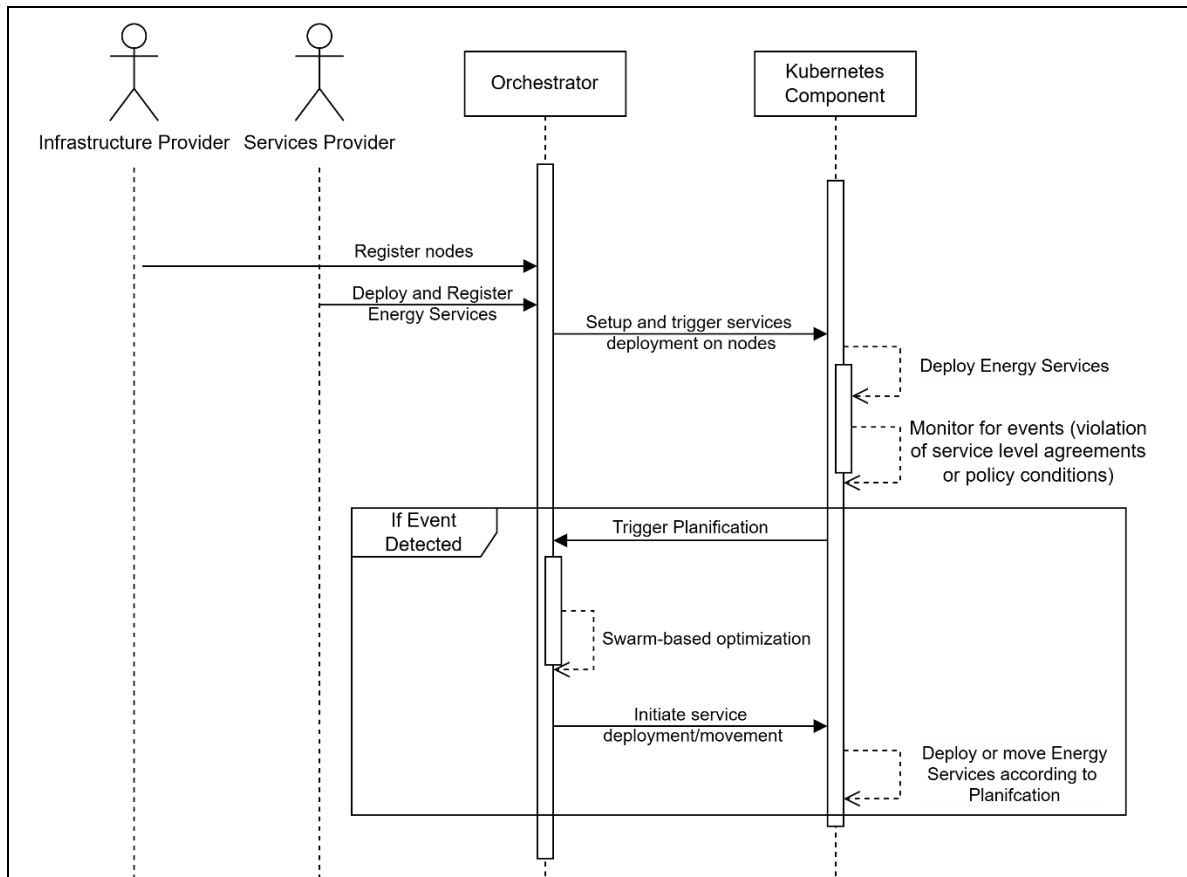 Infrastructure Provider
Services Provider
Orchestrator
Kubernetes
Component
Register nodes
Deploy and Register
Energy Services
Setup and trigger services
deployment on nodes
Deploy Energy Services
Monitor for events (violation
of service level agreements
or policy conditions)
If Event
Detected
Trigger Planification
Swarm-based optimization
Initiate service
deployment/movement
Deploy or move Energy
Services according to
Planifcation